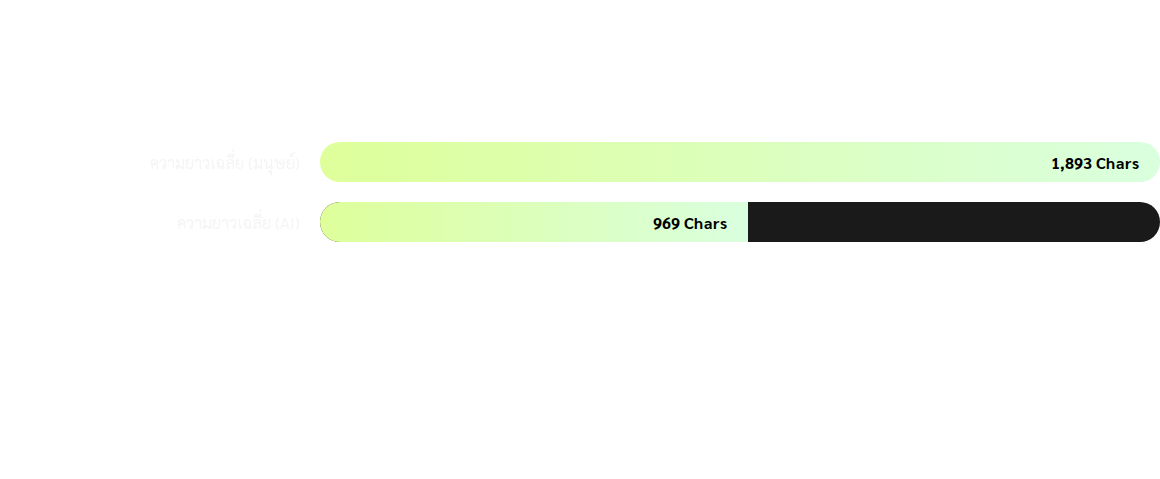 ความยาวเฉลี่ย (มนุษย์) 1,893 Chars
ความยาวเฉลี่ย (AI) 969 Chars